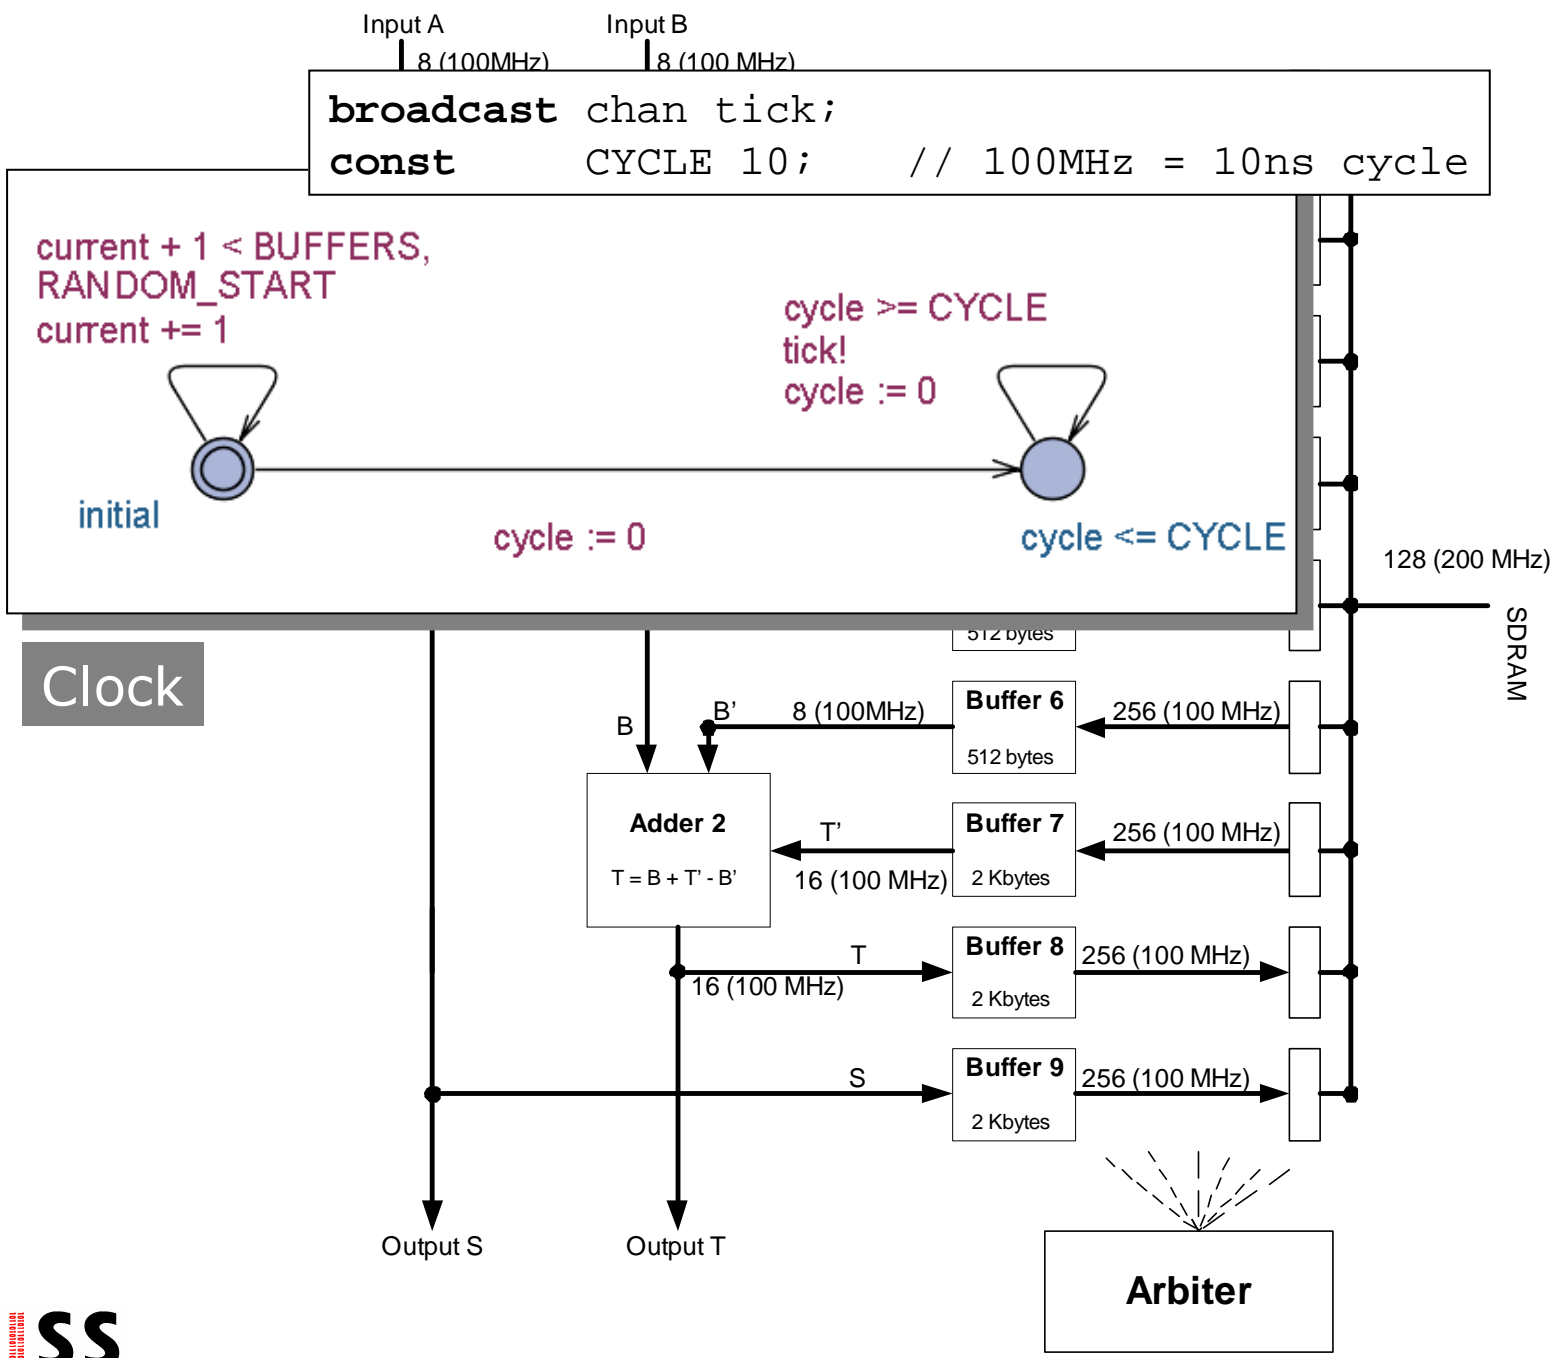 Input A
Input B
8 (100MHz)
8 (100 MHz)
broadcast chan tick;
const CYCLE 10; // 100MHz = 10ns cycle
current + 1 < BUFFERS,
RANDOM_START
current += 1
cycle >= CYCLE
tick!
cycle := 0
initial
cycle := 0
cycle <= CYCLE
128 (200 MHz)
SDRAM
512 bytes
Clock
B
B'
8 (100MHz)
Buffer 6
512 bytes
256 (100 MHz)
Adder 2
T = B + T' - B'
T'
16 (100 MHz)
Buffer 7
2 Kbytes
256 (100 MHz)
T
16 (100 MHz)
Buffer 8
2 Kbytes
256 (100 MHz)
S
Buffer 9
2 Kbytes
256 (100 MHz)
Output S
Output T
Arbiter
ss